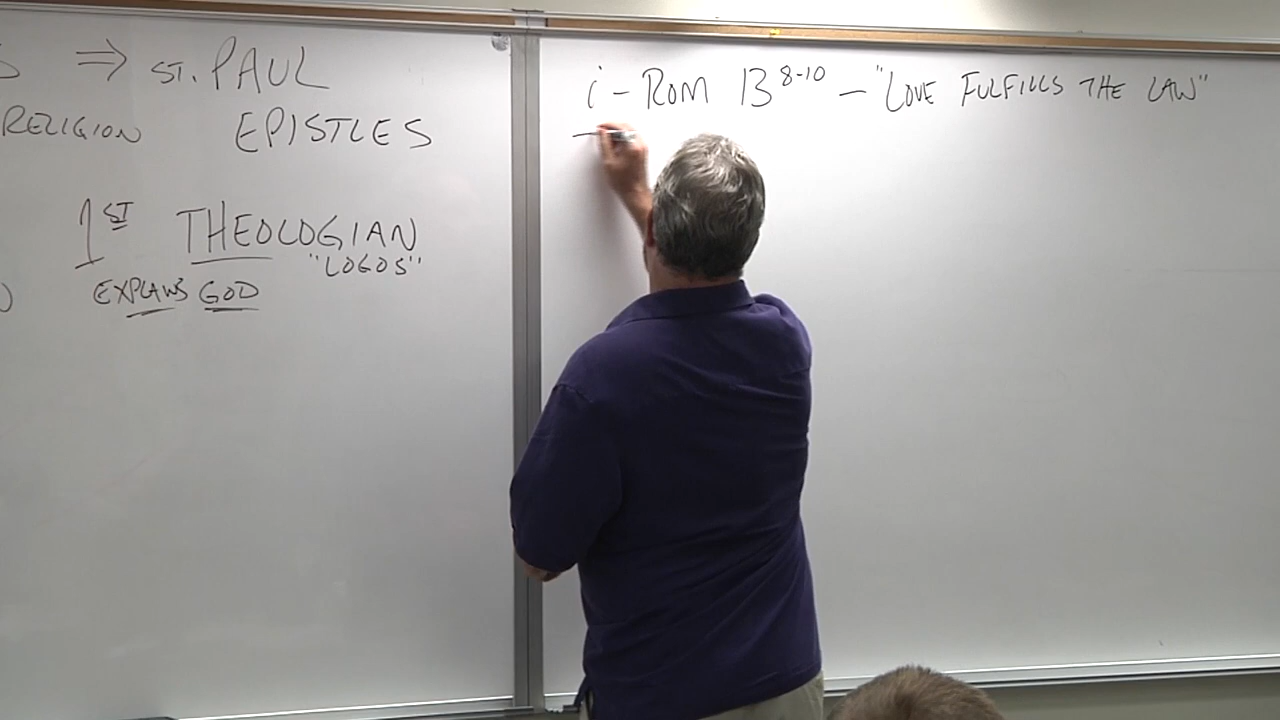 ⇒ ST. PAUL
RELIGION EPISTLES
1ST THEOLOGIAN
"LOGOS"
EXPLAINS GOD
i - ROM 13 8-10 - "LOVE FULFILLS THE LAW"